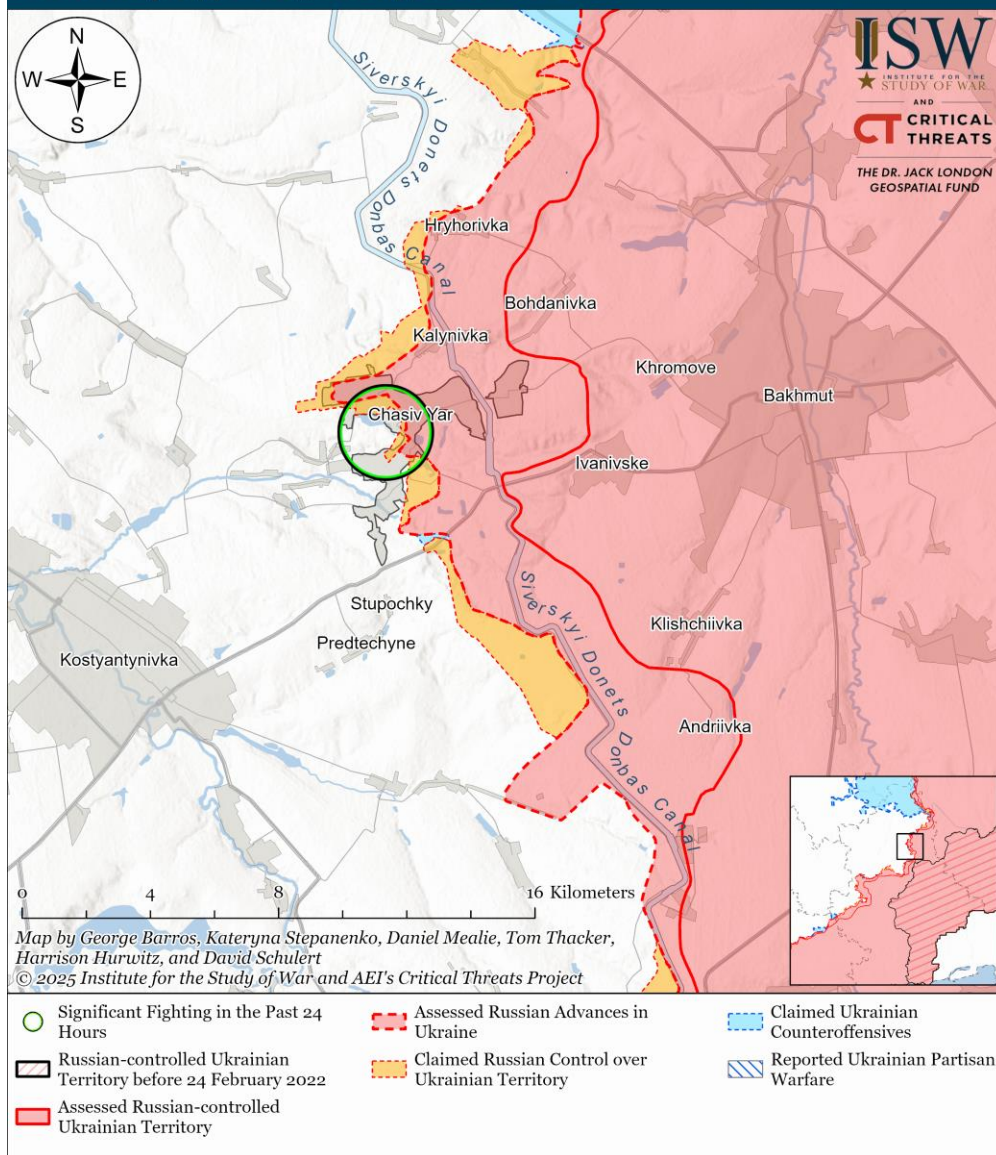 N
W E
S
ISW
INSTITUTE FOR THE
STUDY OF WAR
AND
CT CRITICAL
THREATS
THE DR. JACK LONDON
GEOSPATIAL FUND
Siverskyi Donets Donbas Canal
Hryhorivka
Bohdanivka
Kalynivka
Khromove
Bakhmut
Chasiv Yar
Ivanivske
Siverskyi Donets Donbas Canal
Stupochky
Klishchiivka
Predtechyne
Kostyantynivka
Andriivka
0 4 8 16 Kilometers
Map by George Barros, Kateryna Stepanenko, Daniel Mealie, Tom Thacker,
Harrison Hurwitz, and David Schulert
© 2025 Institute for the Study of War and AEI's Critical Threats Project
Significant Fighting in the Past 24
Hours
Russian-controlled Ukrainian
Territory before 24 February 2022
Assessed Russian-controlled
Ukrainian Territory
Assessed Russian Advances in
Ukraine
Claimed Russian Control over
Ukrainian Territory
Claimed Ukrainian
Counteroffensives
Reported Ukrainian Partisan
Warfare